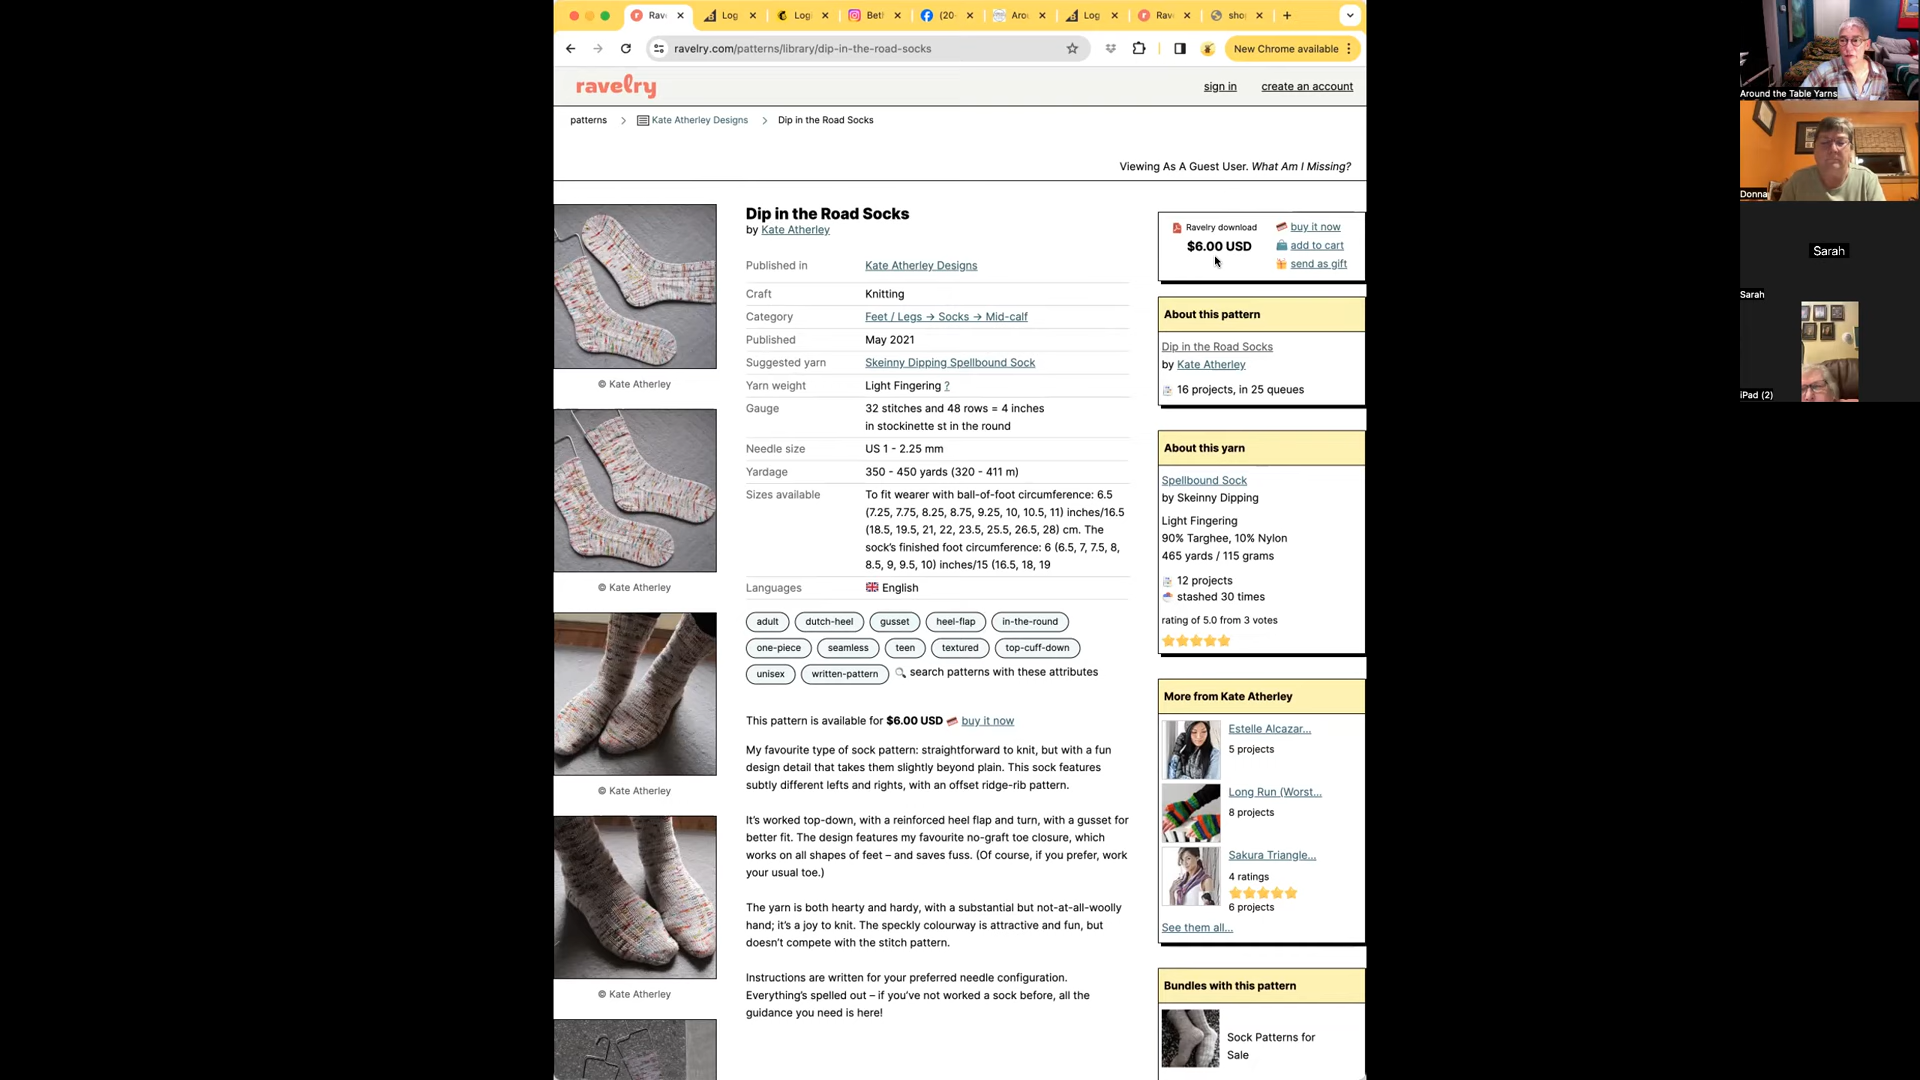 Rav
Log
Log
Bet
(20
Arou
Log
Rav
sho
ravelry.com/patterns/library/dip-in-the-road-socks
New Chrome available
ravelry
sign in
create an account
patterns
Kate Atherley Designs
Dip in the Road Socks
Viewing As A Guest User. What Am I Missing?
© Kate Atherley
© Kate Atherley
© Kate Atherley
© Kate Atherley
Dip in the Road Socks
by Kate Atherley
Published in Kate Atherley Designs
Craft Knitting
Category Feet / Legs → Socks → Mid-calf
Published May 2021
Suggested yarn Skeinny Dipping Spellbound Sock
Yarn weight Light Fingering ?
Gauge 32 stitches and 48 rows = 4 inches
in stockinette st in the round
Needle size US 1 - 2.25 mm
Yardage 350 - 450 yards (320 - 411 m)
Sizes available To fit wearer with ball-of-foot circumference: 6.5
(7.25, 7.75, 8.25, 8.75, 9.25, 10, 10.5, 11) inches/16.5
(18.5, 19.5, 21, 22, 23.5, 25.5, 26.5, 28) cm. The
sock’s finished foot circumference: 6 (6.5, 7, 7.5, 8,
8.5, 9, 9.5, 10) inches/15 (16.5, 18, 19
Languages English
adult dutch-heel gusset heel-flap in-the-round
one-piece seamless teen textured top-cuff-down
unisex written-pattern search patterns with these attributes
This pattern is available for $6.00 USD buy it now
My favourite type of sock pattern: straightforward to knit, but with a fun
design detail that takes them slightly beyond plain. This sock features
subtly different lefts and rights, with an offset ridge-rib pattern.
It’s worked top-down, with a reinforced heel flap and turn, with a gusset for
better fit. The design features my favourite no-graft toe closure, which
works on all shapes of feet – and saves fuss. (Of course, if you prefer, work
your usual toe.)
The yarn is both hearty and hardy, with a substantial but not-at-all-woolly
hand; it’s a joy to knit. The speckly colourway is attractive and fun, but
doesn’t compete with the stitch pattern.
Instructions are written for your preferred needle configuration.
Everything’s spelled out – if you’ve not worked a sock before, all the
guidance you need is here!
Ravelry download
$6.00 USD
buy it now
add to cart
send as gift
About this pattern
Dip in the Road Socks
by Kate Atherley
16 projects, in 25 queues
About this yarn
Spellbound Sock
by Skeinny Dipping
Light Fingering
90% Targhee, 10% Nylon
465 yards / 115 grams
12 projects
stashed 30 times
rating of 5.0 from 3 votes
More from Kate Atherley
Estelle Alcazar...
5 projects
Long Run (Worst...
8 projects
Sakura Triangle...
4 ratings
6 projects
See them all...
Bundles with this pattern
Sock Patterns for
Sale
Around the Table Yarns
Donna
Sarah
Sarah
iPad (2)